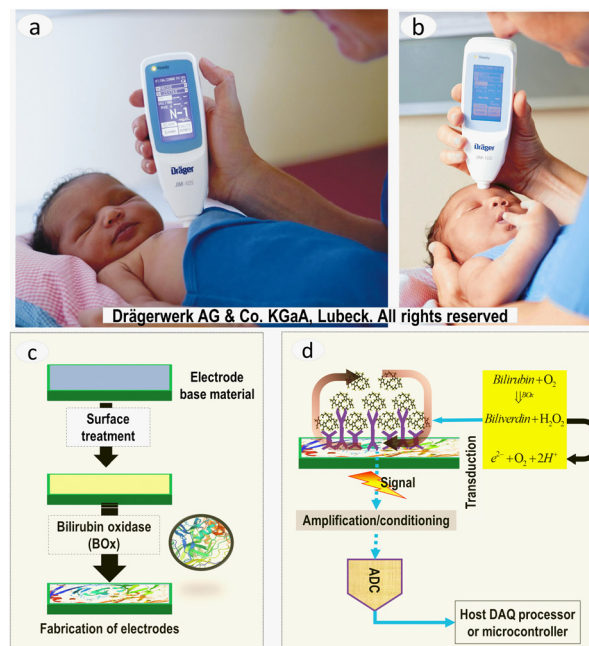 a
b
N-1
Dräger
Dräger
Drägerwerk AG & Co. KGaA, Lubeck. All rights reserved
c
Electrode
base material
Surface
treatment
Bilirubin oxidase
(BOx)
Fabrication of electrodes
d
Bilirubin+O₂
⇓BOx
Biliverdin+H₂O₂
e²⁻ + O₂ + 2H⁺
Transduction
Signal
Amplification/conditioning
ADC
Host DAQ processor
or microcontroller